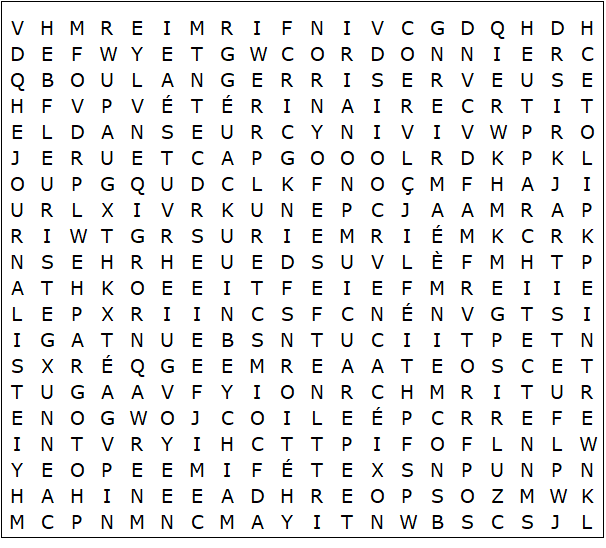 V H M R E I M R I F N I V C G D Q H D H
D E F W Y E T G W C O R D O N N I E R C
Q B O U L A N G E R R I S E R V E U S E
H F V P V É T É R I N A I R E C R T I T
E L D A N S E U R C Y N I V I V W P R O
J E R U E T C A P G O O O L R D K P K L
O U P G Q U D C L K F N O Ç M F H A J I
U R L X I V R K U N E P C J A A M R A P
R I W T G R S U R I E M R I É M K C R K
N S E H R H E U E D S U V L È F M H T P
A T H K O E E I T F E I E F M R E I I E
L E P X R I I N C S F C N É N V G T S I
I G A T N U E B S N T U C I I T P E T N
S X R É Q G E E M R E A A T E O S C E T
T U G A A V F Y I O N R C H M R I T U R
E N O G W O J C O I L E É P C R R E F E
I N T V R Y I H C T T P I F O F L N L W
Y E O P E E M I F É T E X S N P U N P N
H A H I N E E A D H R E O P S O Z M W K
M C P N M N C M A Y I T N W B S C S J L